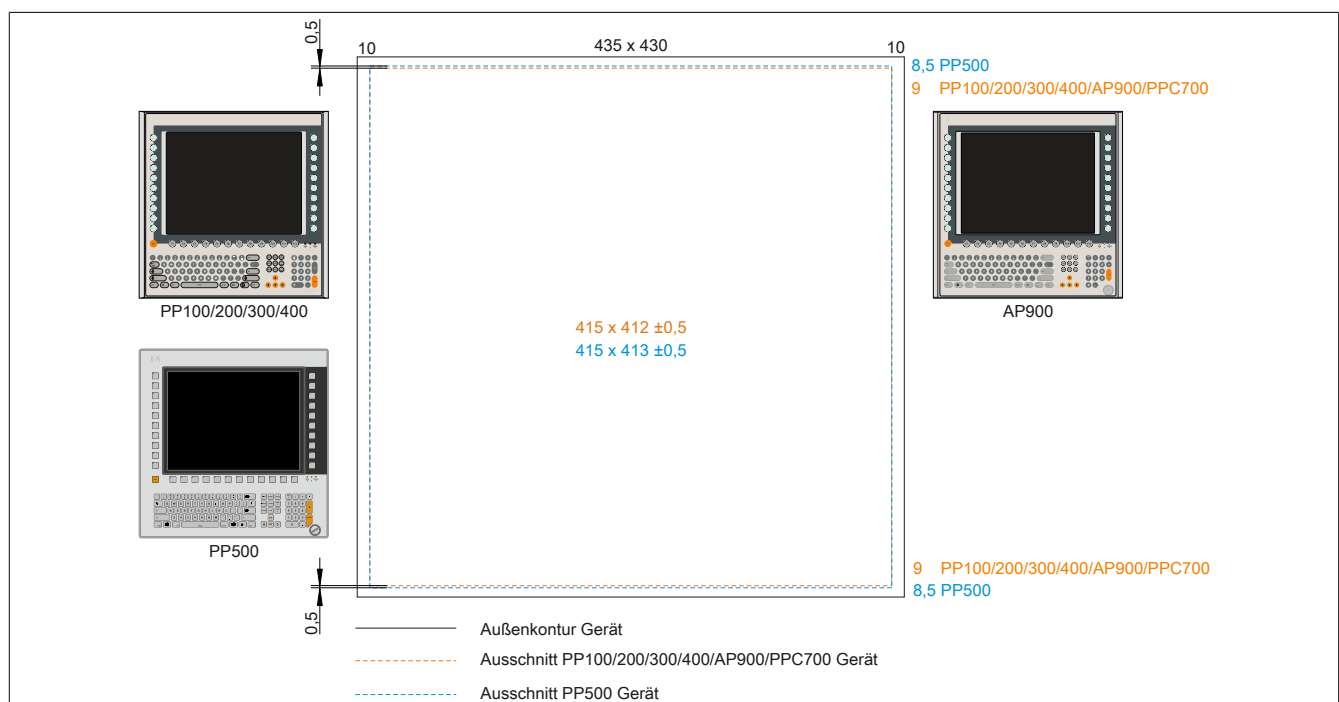 0,5
10
435 x 430
10
8,5 PP500
9 PP100/200/300/400/AP900/PPC700
PP100/200/300/400
AP900
415 x 412 ±0,5
415 x 413 ±0,5
PP500
9 PP100/200/300/400/AP900/PPC700
8,5 PP500
0,5
Außenkontur Gerät
Ausschnitt PP100/200/300/400/AP900/PPC700 Gerät
Ausschnitt PP500 Gerät